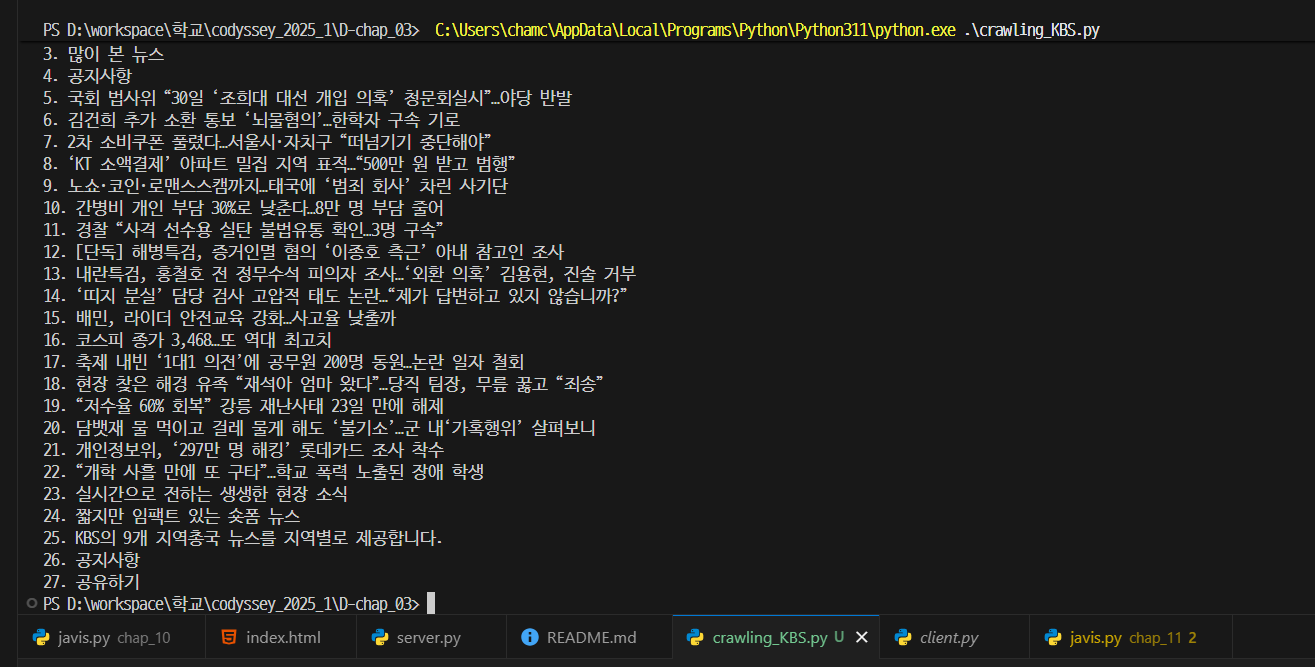 PS D:\workspace\학교\codyssey_2025_1\D-chap_03> C:\Users\chamc\AppData\Local\Programs\Python\Python311\python.exe .\crawling_KBS.py
3. 많이 본 뉴스
4. 공지사항
5. 국회 법사위 “30일 ‘조희대 대선 개입 의혹’ 청문회실시”…야당 반발
6. 김건희 추가 소환 통보 ‘뇌물혐의’…한학자 구속 기로
7. 2차 소비쿠폰 풀렸다…서울시·자치구 “떠넘기기 중단해야”
8. ‘KT 소액결제’ 아파트 밀집 지역 표적…“500만 원 받고 범행”
9. 노쇼·코인·로맨스스캠까지…태국에 ‘범죄 회사’ 차린 사기단
10. 간병비 개인 부담 30%로 낮춘다…8만 명 부담 줄어
11. 경찰 “사격 선수용 실탄 불법유통 확인…3명 구속”
12. [단독] 해병특검, 증거인멸 혐의 ‘이종호 측근’ 아내 참고인 조사
13. 내란특검, 홍철호 전 정무수석 피의자 조사…‘외환 의혹’ 김용현, 진술 거부
14. ‘띠지 분실’ 담당 검사 고압적 태도 논란…“제가 답변하고 있지 않습니까?”
15. 배민, 라이더 안전교육 강화…사고율 낮출까
16. 코스피 종가 3,468…또 역대 최고치
17. 축제 내빈 ‘1대1 의전’에 공무원 200명 동원…논란 일자 철회
18. 현장 찾은 해경 유족 “재석아 엄마 왔다”…당직 팀장, 무릎 꿇고 “죄송”
19. “저수율 60% 회복” 강릉 재난사태 23일 만에 해제
20. 담뱃재 물 먹이고 걸레 물게 해도 ‘불기소’…군 내‘가혹행위’ 살펴보니
21. 개인정보위, ‘297만 명 해킹’ 롯데카드 조사 착수
22. “개학 사흘 만에 또 구타”…학교 폭력 노출된 장애 학생
23. 실시간으로 전하는 생생한 현장 소식
24. 짧지만 임팩트 있는 숏폼 뉴스
25. KBS의 9개 지역총국 뉴스를 지역별로 제공합니다.
26. 공지사항
27. 공유하기
PS D:\workspace\학교\codyssey_2025_1\D-chap_03>
javis.py chap_10 index.html server.py README.md crawling_KBS.py U client.py javis.py chap_11 2